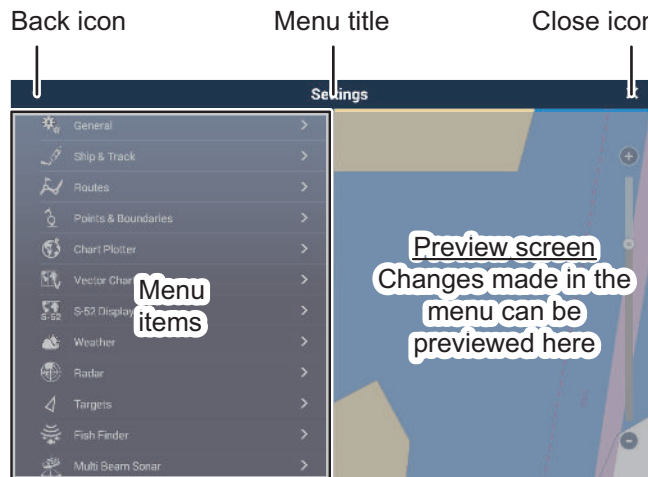 Back icon Menu title Close icon
Settings
General
Ship & Track
Routes
Points & Boundaries
Chart Plotter
Vector Char
S-52 Display
Weather
Radar
Targets
Fish Finder
Multi Beam Sonar
Menu
items
Preview screen
Changes made in the
menu can be
previewed here